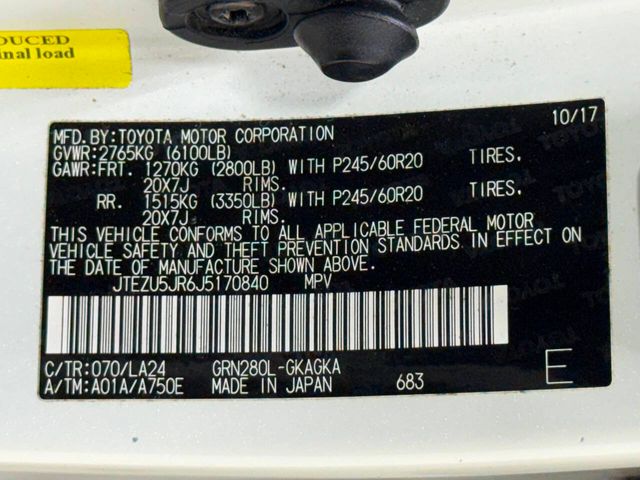 DUCED
inal load
10/17
MFD.BY:TOYOTA MOTOR CORPORATION
GVWR:2765KG (6100LB)
GAWR:FRT. 1270KG (2800LB) WITH P245/60R20 TIRES.
20X7J RIMS.
RR. 1515KG (3350LB) WITH P245/60R20 TIRES.
20X7J RIMS.
THIS VEHICLE CONFORMS TO ALL APPLICABLE FEDERAL MOTOR
VEHICLE SAFETY AND THEFT PREVENTION STANDARDS IN EFFECT ON
THE DATE OF MANUFACTURE SHOWN ABOVE.
JTEZU5JR6J5170840 MPV
C/TR:070/LA24 GRN280L-GKAGKA
A/TM:A01A/A750E MADE IN JAPAN 683 E